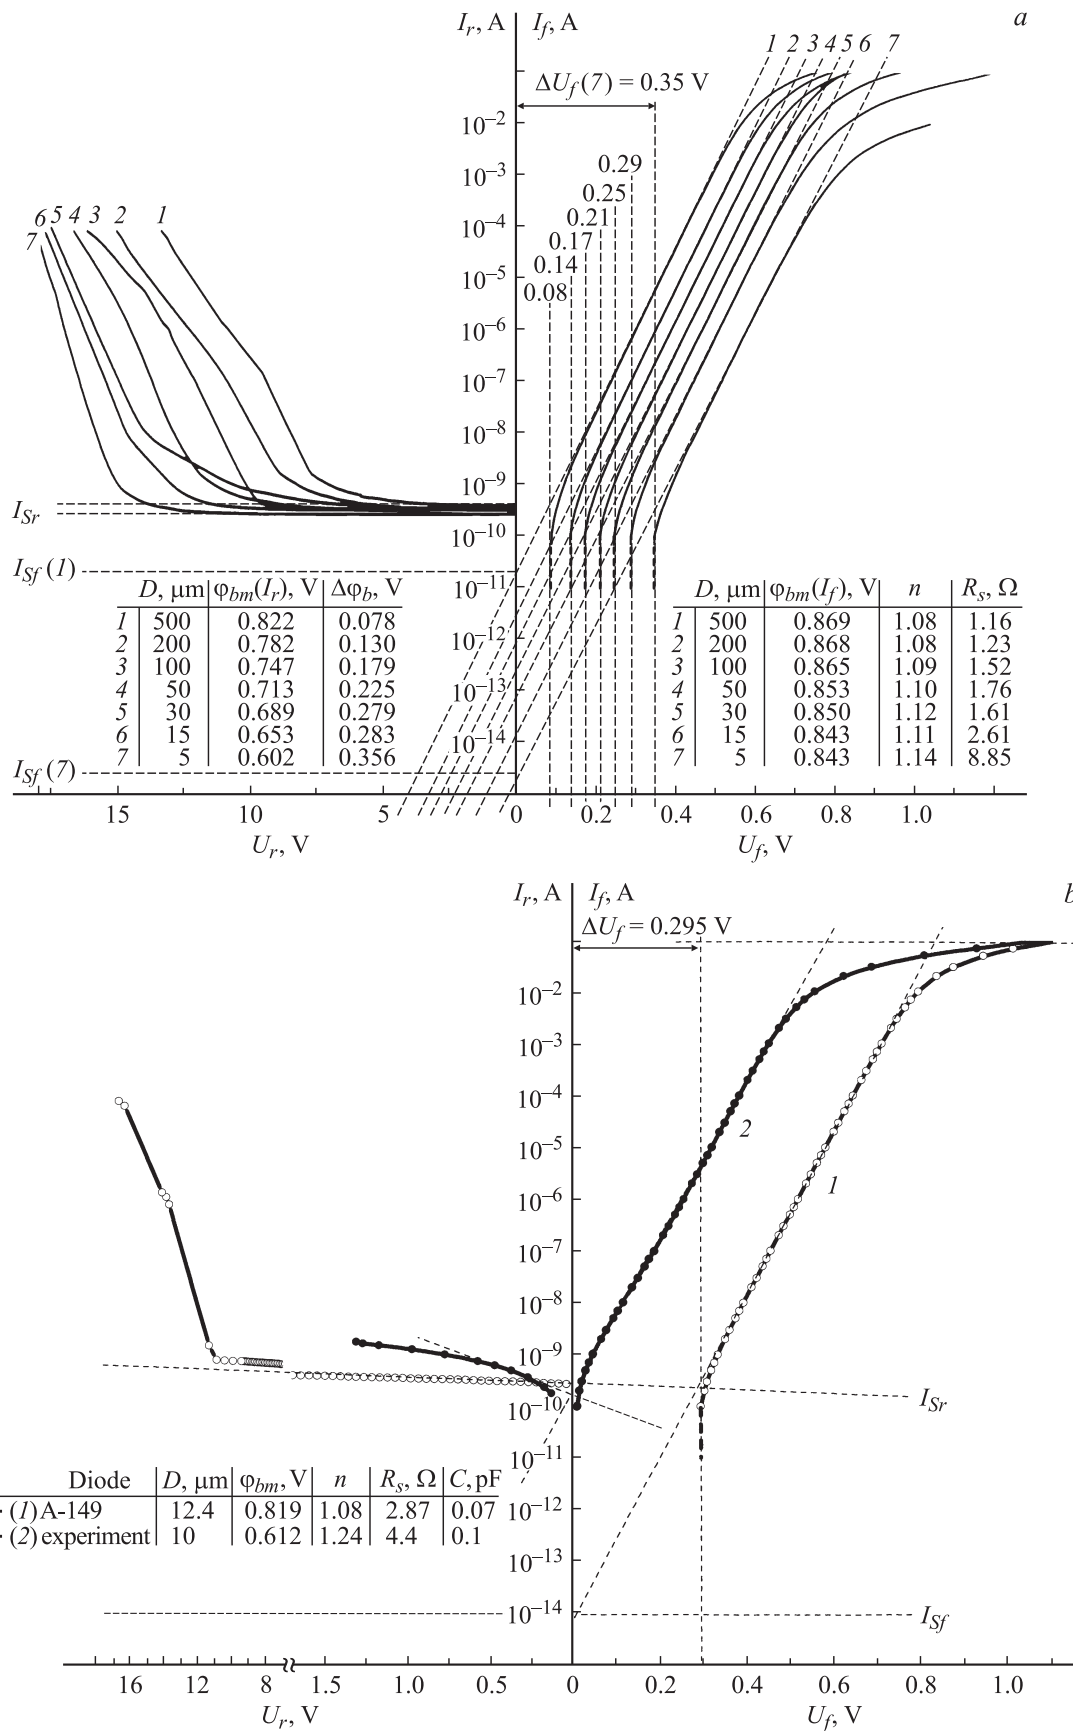 I_r, A I_f, A a
1 2 3 4 5 6 7
ΔU_f(7) = 0.35 V
10⁻²
10⁻³
0.29
0.25
10⁻⁴
0.21
0.17
0.14
10⁻⁵
0.08
6 5 4 3 2 1
7
10⁻⁶
10⁻⁷
10⁻⁸
10⁻⁹
I_Sr
10⁻¹⁰
I_Sf (1)
10⁻¹¹
D, μm φ_bm(I_r), V Δφ_b, V
1 500 0.822 0.078
2 200 0.782 0.130
3 100 0.747 0.179
4 50 0.713 0.225
5 30 0.689 0.279
6 15 0.653 0.283
7 5 0.602 0.356
10⁻¹²
10⁻¹³
10⁻¹⁴
D, μm φ_bm(I_f), V n R_s, Ω
1 500 0.869 1.08 1.16
2 200 0.868 1.08 1.23
3 100 0.865 1.09 1.52
4 50 0.853 1.10 1.76
5 30 0.850 1.12 1.61
6 15 0.843 1.11 2.61
7 5 0.843 1.14 8.85
I_Sf (7)
15 10 5 0 0.2 0.4 0.6 0.8 1.0
U_r, V U_f, V
I_r, A I_f, A b
ΔU_f = 0.295 V
10⁻²
10⁻³
10⁻⁴
2
10⁻⁵
1
10⁻⁶
10⁻⁷
10⁻⁸
10⁻⁹
I_Sr
10⁻¹⁰
10⁻¹¹
Diode D, μm φ_bm, V n R_s, Ω C, pF
(1) A-149 12.4 0.819 1.08 2.87 0.07
(2) experiment 10 0.612 1.24 4.4 0.1
10⁻¹²
10⁻¹³
10⁻¹⁴
I_Sf
16 12 8 1.0 0.5 0 0.2 0.4 0.6 0.8 1.0
U_r, V U_f, V